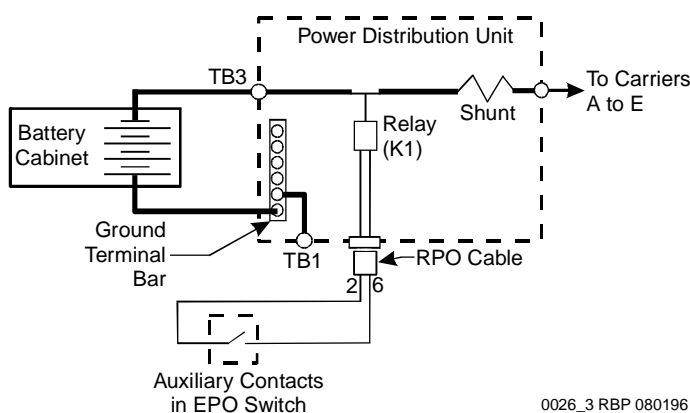 Power Distribution Unit
TB3
To Carriers
A to E
Shunt
Battery
Cabinet
Relay
(K1)
Ground
Terminal
Bar
TB1
RPO Cable
2 6
Auxiliary Contacts
in EPO Switch
0026_3 RBP 080196